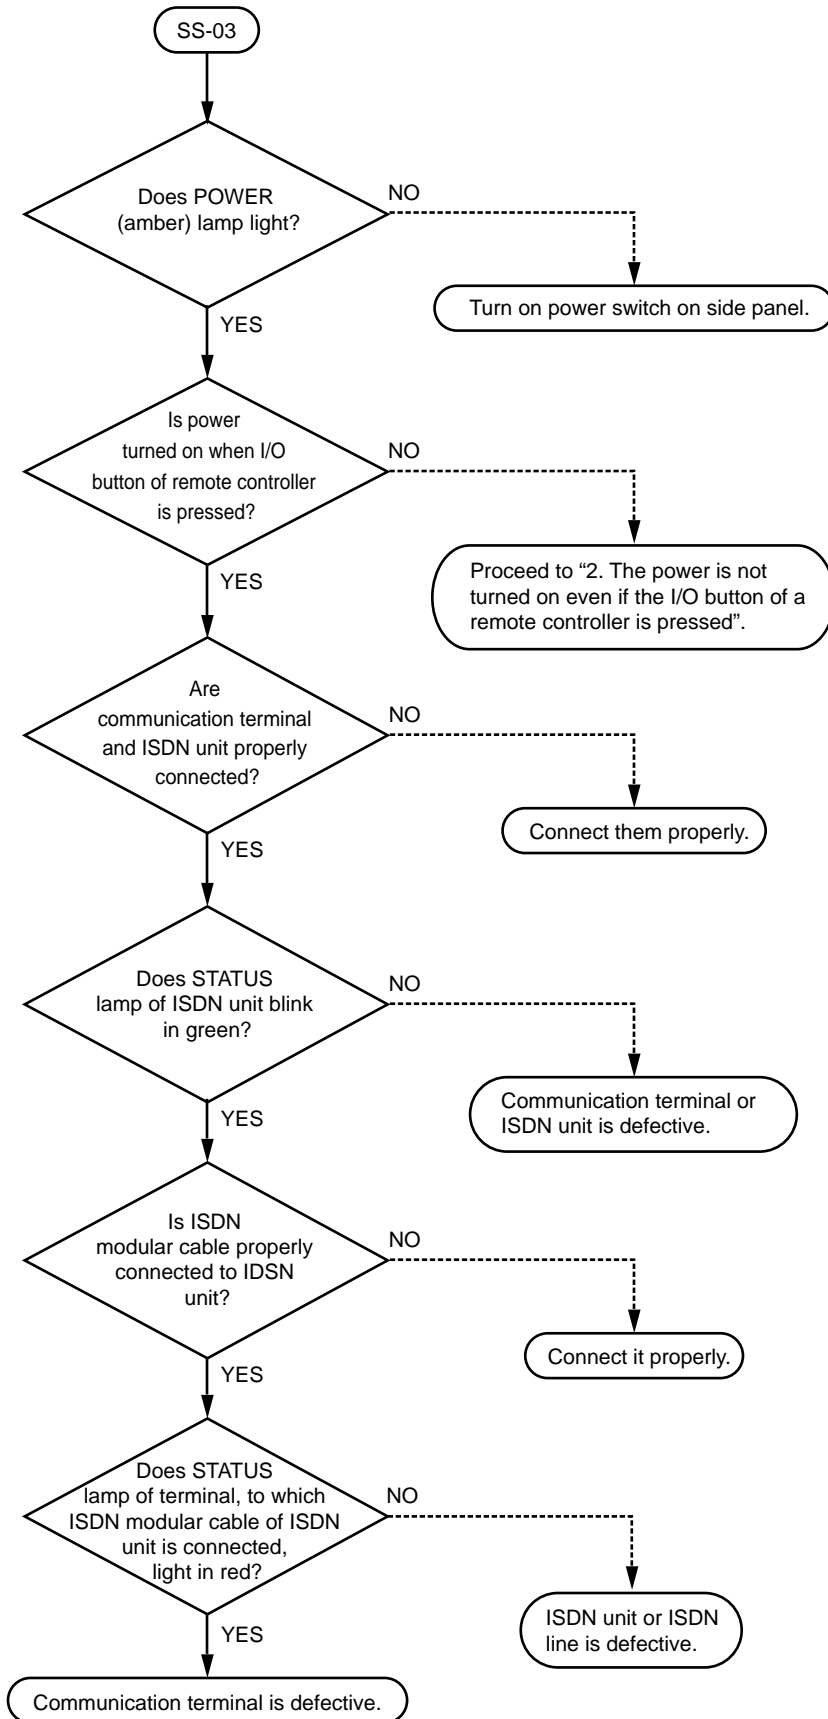 SS-03
Does POWER
(amber) lamp light?
NO
Turn on power switch on side panel.
YES
Is power
turned on when I/O
button of remote controller
is pressed?
NO
Proceed to “2. The power is not
turned on even if the I/O button of a
remote controller is pressed”.
YES
Are
communication terminal
and ISDN unit properly
connected?
NO
Connect them properly.
YES
Does STATUS
lamp of ISDN unit blink
in green?
NO
Communication terminal or
ISDN unit is defective.
YES
Is ISDN
modular cable properly
connected to IDSN
unit?
NO
Connect it properly.
YES
Does STATUS
lamp of terminal, to which
ISDN modular cable of ISDN
unit is connected,
light in red?
NO
ISDN unit or ISDN
line is defective.
YES
Communication terminal is defective.